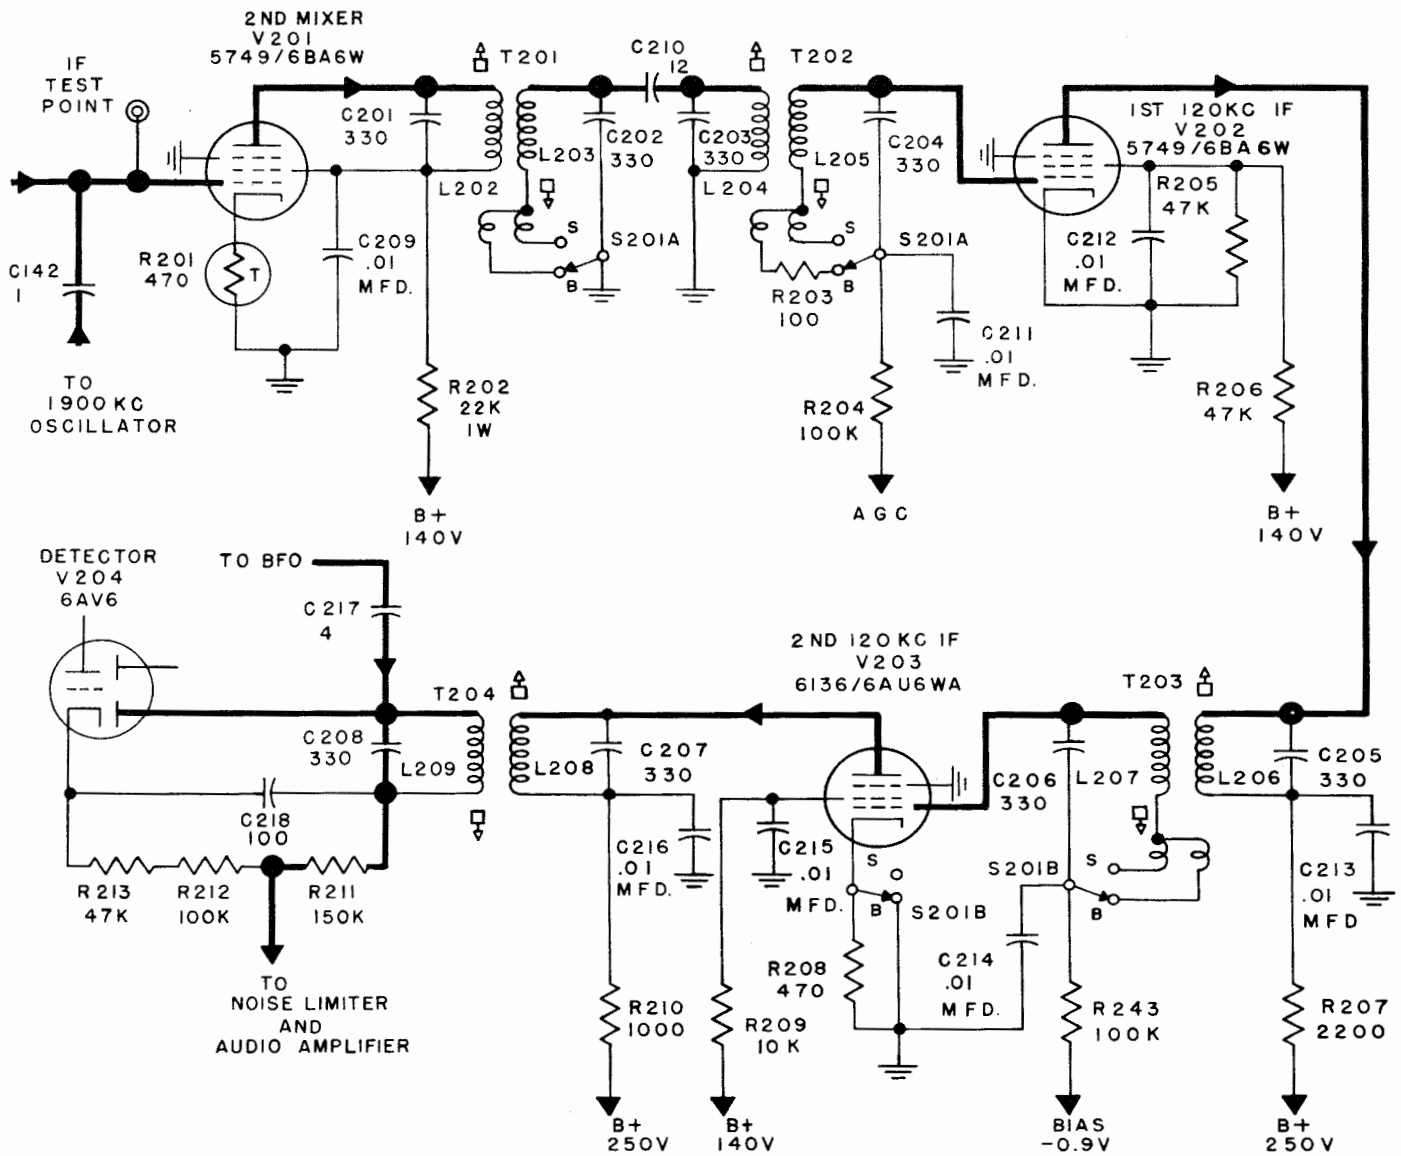 2ND MIXER
V201
5749/6BA6W
IF
TEST
POINT
T201
C210
12
T202
C201
330
C202
330
C203
330
C204
330
1ST 120KC IF
V202
5749/6BA6W
L203
L202
L205
L204
R205
47K
R201
470
T
C209
.01
MFD.
S
B
S201A
S
B
S201A
R203
100
C212
.01
MFD.
C142
1
C211
.01
MFD.
TO
1900KC
OSCILLATOR
R202
22K
1W
R204
100K
R206
47K
B+
140V
AGC
B+
140V
DETECTOR
V204
6AV6
TO BFO
C217
4
2ND 120KC IF
V203
6136/6AU6WA
T204
T203
C208
330
L209
L208
C207
330
C206
330
L207
L206
C205
330
C218
100
C216
.01
MFD.
C215
.01
MFD.
S
B
S201B
S201B
S
B
C213
.01
MFD
R213
47K
R212
100K
R211
150K
R208
470
C214
.01
MFD.
TO
NOISE LIMITER
AND
AUDIO AMPLIFIER
R210
1000
R209
10K
R243
100K
R207
2200
B+
250V
B+
140V
BIAS
-0.9V
B+
250V